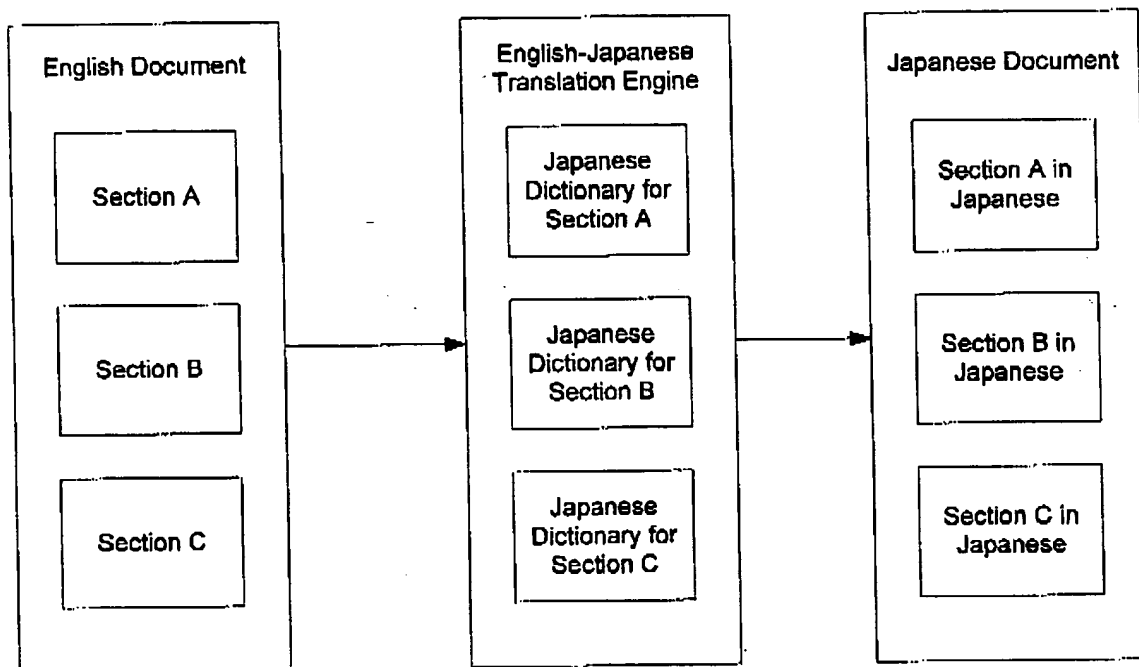 English Document
Section A
Section B
Section C
English-Japanese
Translation Engine
Japanese
Dictionary for
Section A
Japanese
Dictionary for
Section B
Japanese
Dictionary for
Section C
Japanese Document
Section A in
Japanese
Section B in
Japanese
Section C in
Japanese